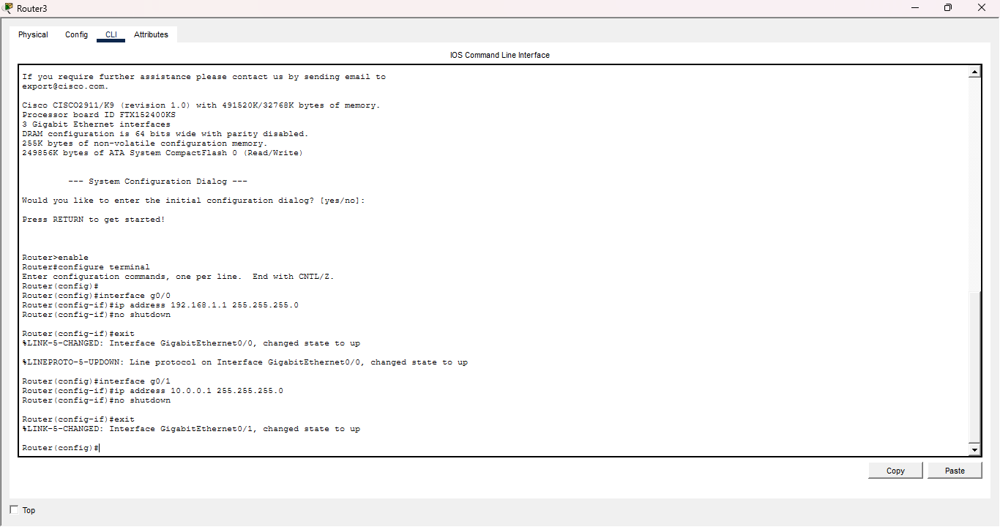 Router3
Physical Config CLI Attributes
IOS Command Line Interface
If you require further assistance please contact us by sending email to
export@cisco.com.
Cisco CISCO2911/K9 (revision 1.0) with 491520K/32768K bytes of memory.
Processor board ID FTX152400KS
3 Gigabit Ethernet interfaces
DRAM configuration is 64 bits wide with parity disabled.
255K bytes of non-volatile configuration memory.
249856K bytes of ATA System CompactFlash 0 (Read/Write)
--- System Configuration Dialog ---
Would you like to enter the initial configuration dialog? [yes/no]:
Press RETURN to get started!
Router>enable
Router#configure terminal
Enter configuration commands, one per line.  End with CNTL/Z.
Router(config)#
Router(config)#interface g0/0
Router(config-if)#ip address 192.168.1.1 255.255.255.0
Router(config-if)#no shutdown
Router(config-if)#exit
%LINK-5-CHANGED: Interface GigabitEthernet0/0, changed state to up
%LINEPROTO-5-UPDOWN: Line protocol on Interface GigabitEthernet0/0, changed state to up
Router(config)#interface g0/1
Router(config-if)#ip address 10.0.0.1 255.255.255.0
Router(config-if)#no shutdown
Router(config-if)#exit
%LINK-5-CHANGED: Interface GigabitEthernet0/1, changed state to up
Router(config)#
Copy Paste
Top